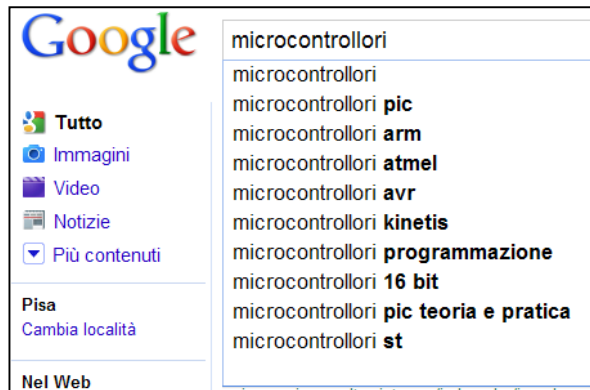 Google
microcontrollori
microcontrollori
microcontrollori pic
microcontrollori arm
microcontrollori atmel
microcontrollori avr
microcontrollori kinetis
microcontrollori programmazione
microcontrollori 16 bit
microcontrollori pic teoria e pratica
microcontrollori st
Tutto
Immagini
Video
Notizie
Più contenuti
Pisa
Cambia località
Nel Web